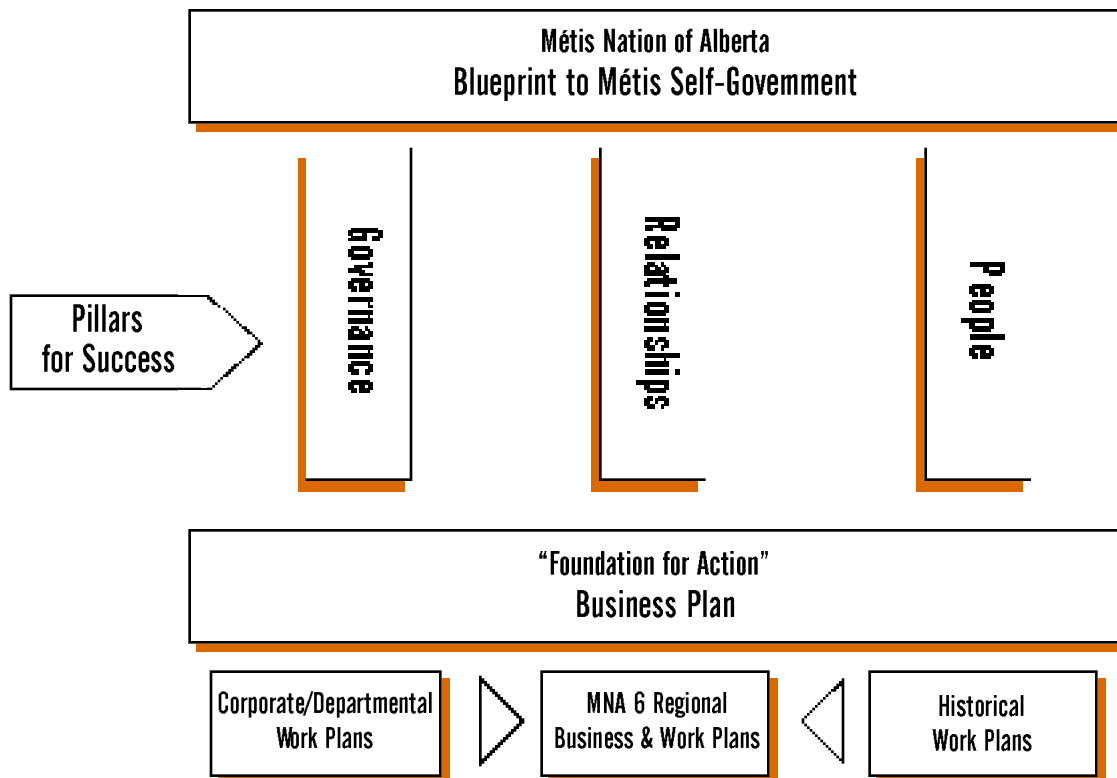 Métis Nation of Alberta
Blueprint to Métis Self-Government
Governance
Relationships
People
Pillars
for Success
“Foundation for Action”
Business Plan
Corporate/Departmental
Work Plans
MNA 6 Regional
Business & Work Plans
Historical
Work Plans